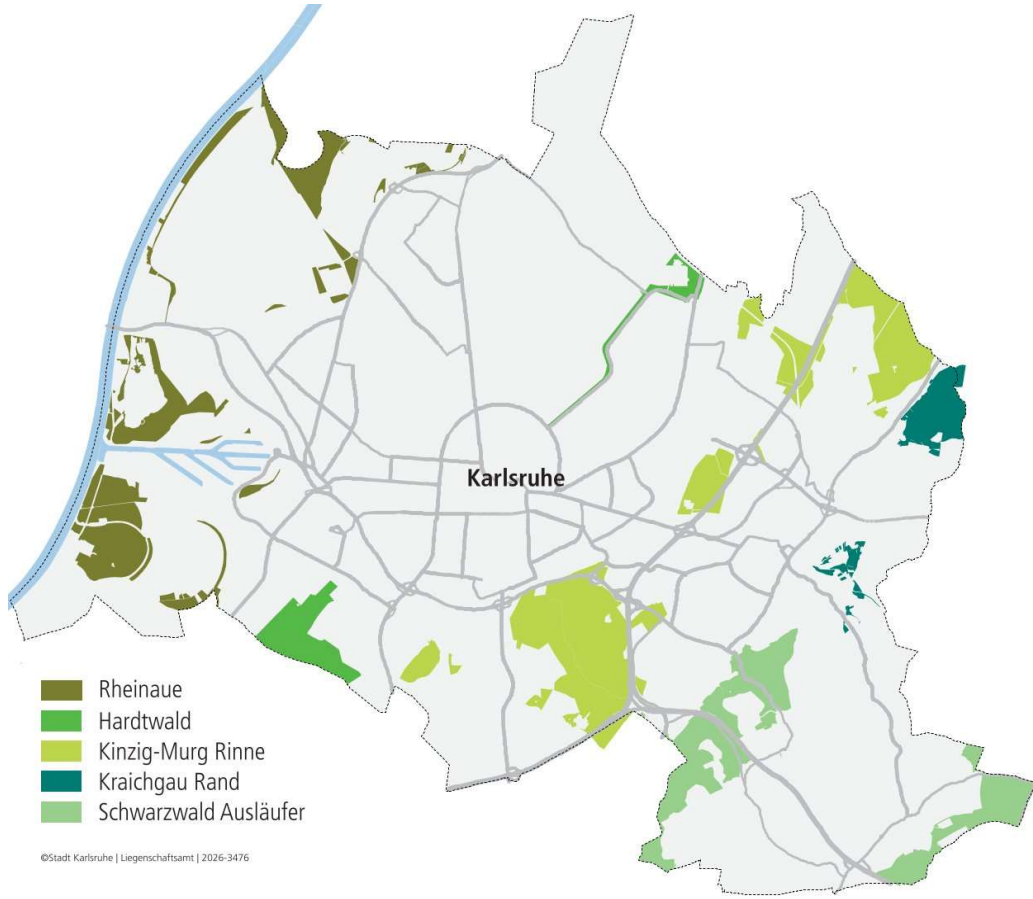 Karlsruhe
Rheinaue
Hardtwald
Kinzig-Murg Rinne
Kraichgau Rand
Schwarzwald Ausläufer
©Stadt Karlsruhe | Liegenschaftsamt | 2026-3476